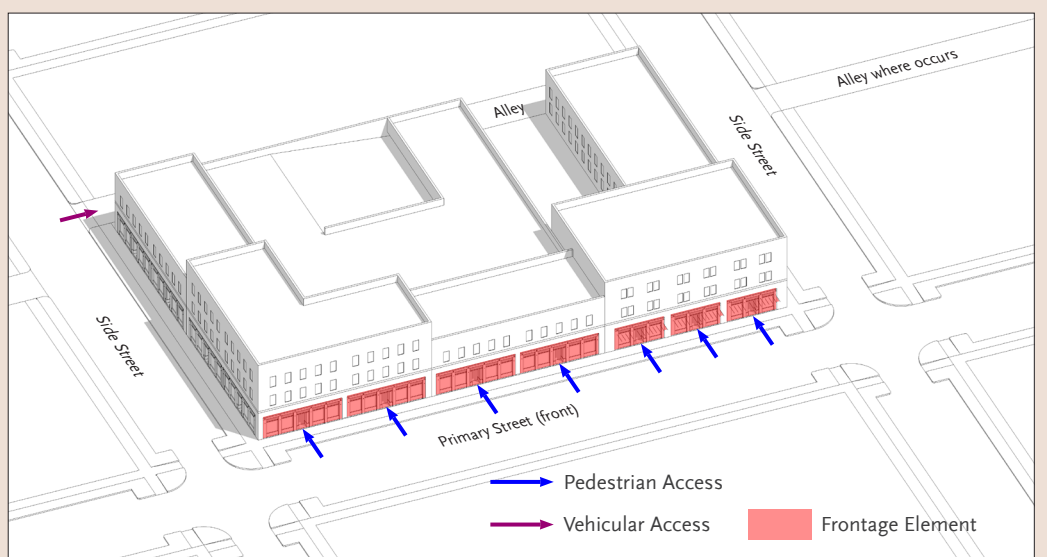 Alley where occurs
Alley
Side Street
Side Street
Primary Street (front)
Pedestrian Access
Vehicular Access
Frontage Element